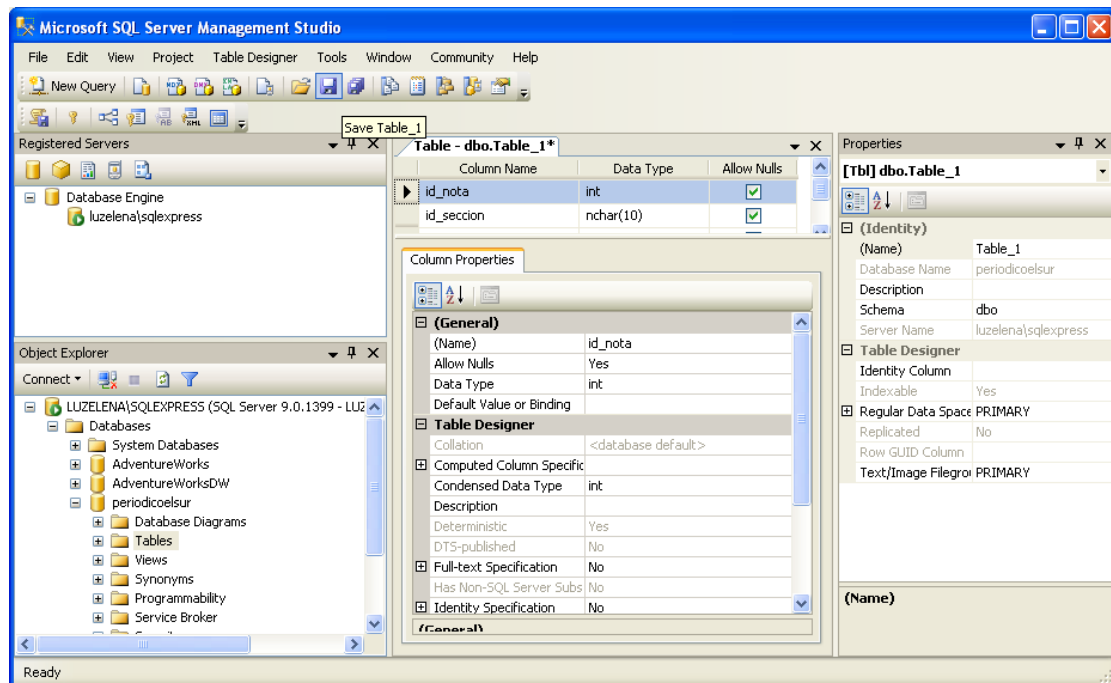 Microsoft SQL Server Management Studio
File Edit View Project Table Designer Tools Window Community Help
New Query
Save Table_1
Registered Servers
Database Engine
luzelena\sqlexpress
Object Explorer
Connect
LUZELENA\SQLEXPRESS (SQL Server 9.0.1399 - LUZ
Databases
System Databases
AdventureWorks
AdventureWorksDW
periodicoelsur
Database Diagrams
Tables
Views
Synonyms
Programmability
Service Broker
Table - dbo.Table_1*
Column Name Data Type Allow Nulls
id_nota int
id_seccion nchar(10)
Column Properties
(General)
(Name) id_nota
Allow Nulls Yes
Data Type int
Default Value or Binding
Table Designer
Collation <database default>
Computed Column Specific
Condensed Data Type int
Description
Deterministic Yes
DTS-published No
Full-text Specification No
Has Non-SQL Server Subs No
Identity Specification No
(General)
Properties
[Tbl] dbo.Table_1
(Identity)
(Name) Table_1
Database Name periodicoelsur
Description
Schema dbo
Server Name luzelena\sqlexpress
Table Designer
Identity Column
Indexable Yes
Regular Data Space PRIMARY
Replicated No
Row GUID Column
Text/Image Filegrou PRIMARY
(Name)
Ready